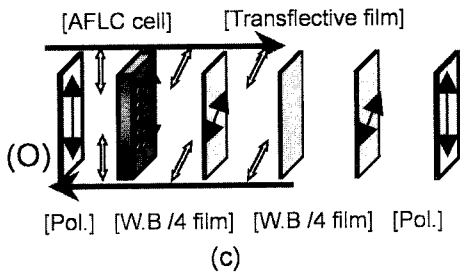 [AFLC cell] [Transflective film]
(O)
[Pol.] [W.B /4 film] [W.B /4 film] [Pol.]
(c)